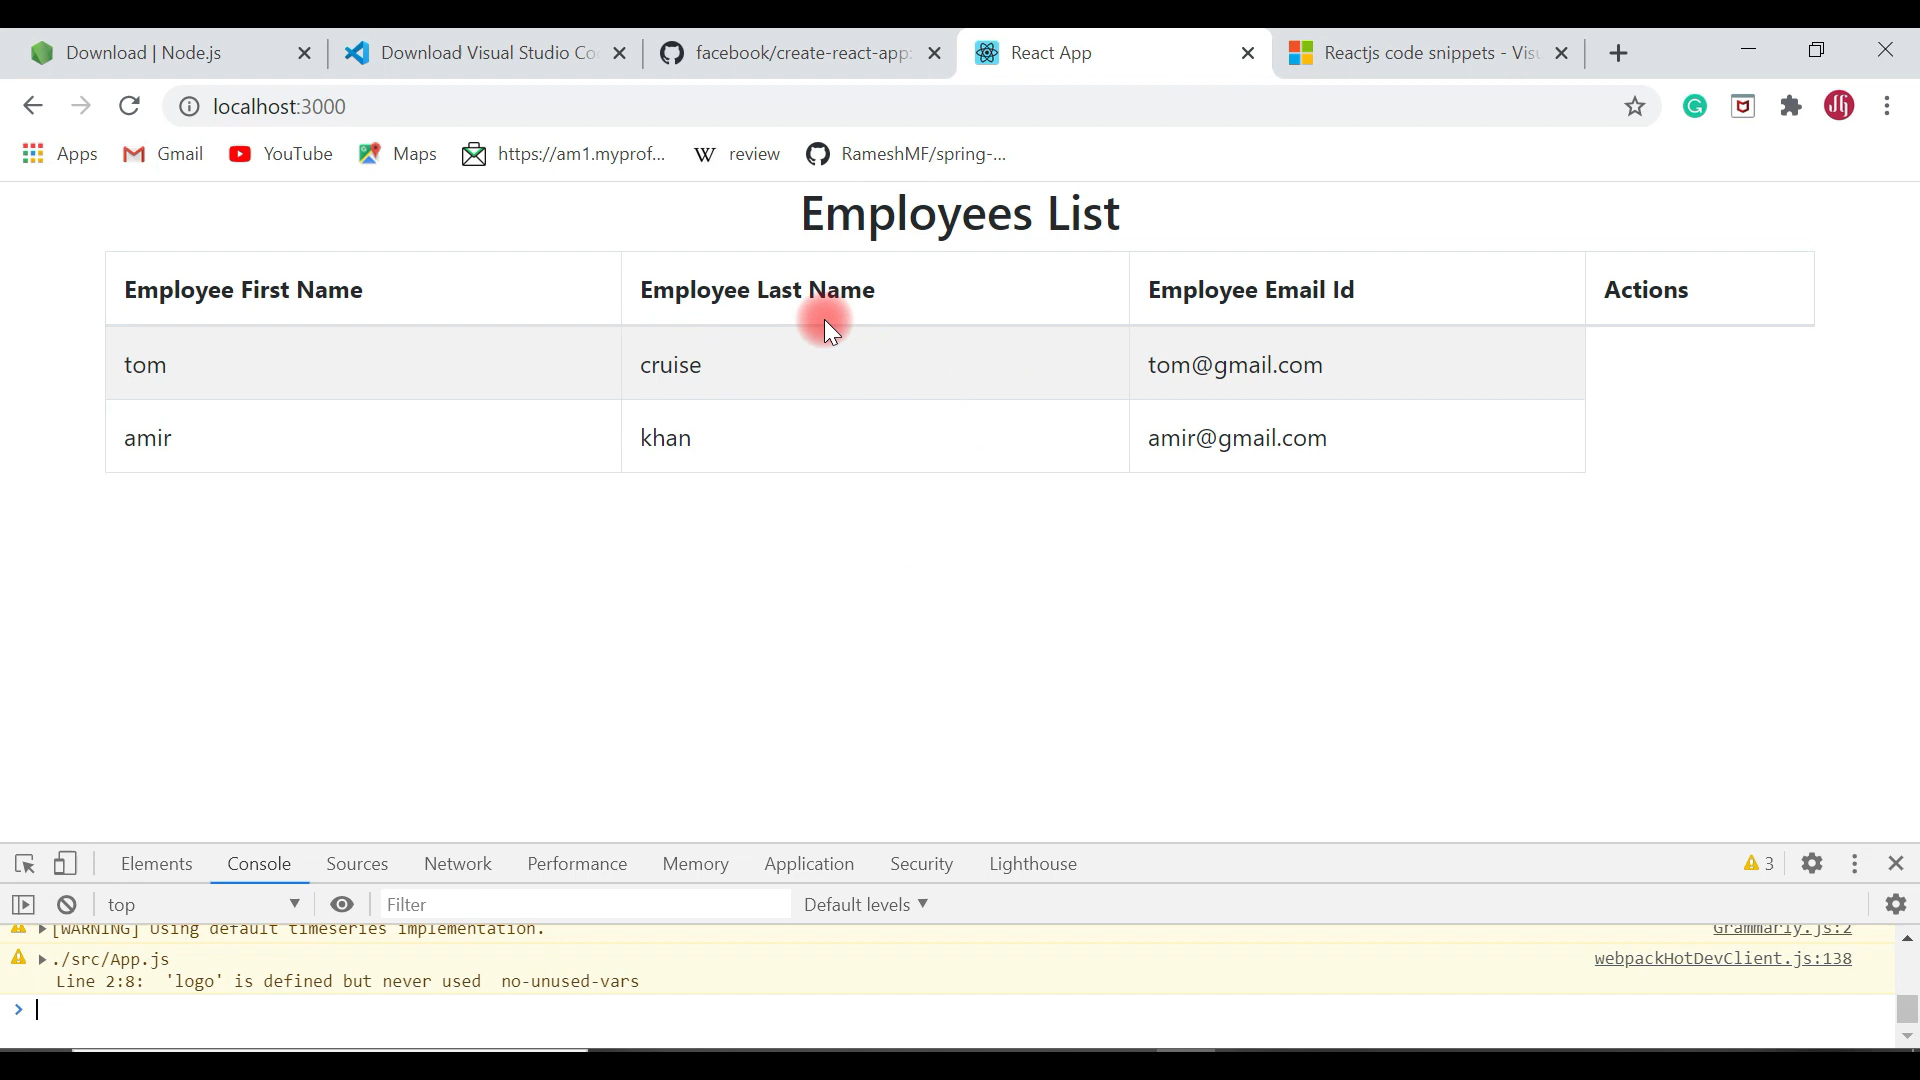 Download | Node.js
Download Visual Studio Co
facebook/create-react-app:
React App
Reactjs code snippets - Visu
localhost:3000
Apps
Gmail
YouTube
Maps
https://am1.myprof...
review
RameshMF/spring-...
Employees List
Employee First Name Employee Last Name Employee Email Id Actions
tom cruise tom@gmail.com
amir khan amir@gmail.com
Elements Console Sources Network Performance Memory Application Security Lighthouse 3
top Filter Default levels
[WARNING] Using default timeseries implementation. Grammarly.js:2
./src/App.js webpackHotDevClient.js:138
Line 2:8: 'logo' is defined but never used no-unused-vars